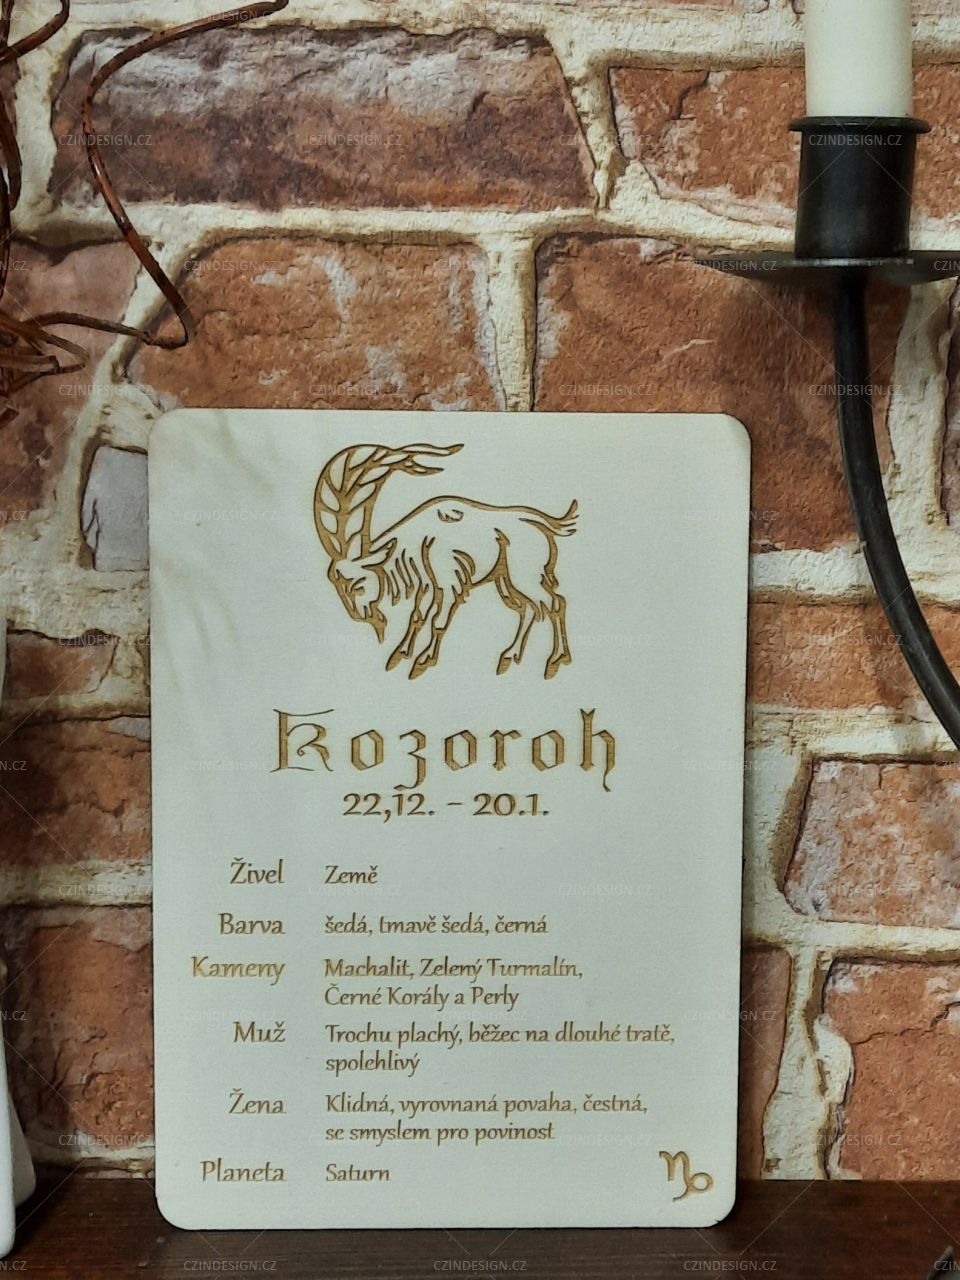 Kozoroh
22,12. - 20.1.
Živel Země
Barva šedá, tmavě šedá, černá
Kameny Machalit, Zelený Turmalín,
Černé Korály a Perly
Muž Trochu plachý, běžec na dlouhé tratě,
spolehlivý
Žena Klidná, vyrovnaná povaha, čestná,
se smyslem pro povinost
Planeta Saturn
CZINDESIGN.CZ